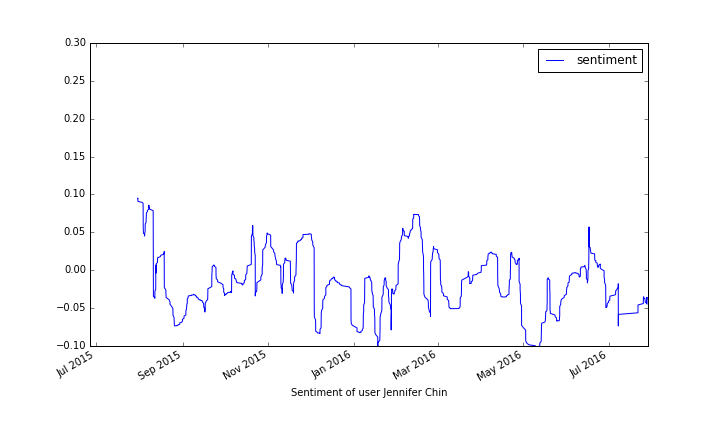 0.30
sentiment
0.25
0.20
0.15
0.10
0.05
0.00
−0.05
−0.10
Jul 2015
Sep 2015
Nov 2015
Jan 2016
Mar 2016
May 2016
Jul 2016
Sentiment of user Jennifer Chin